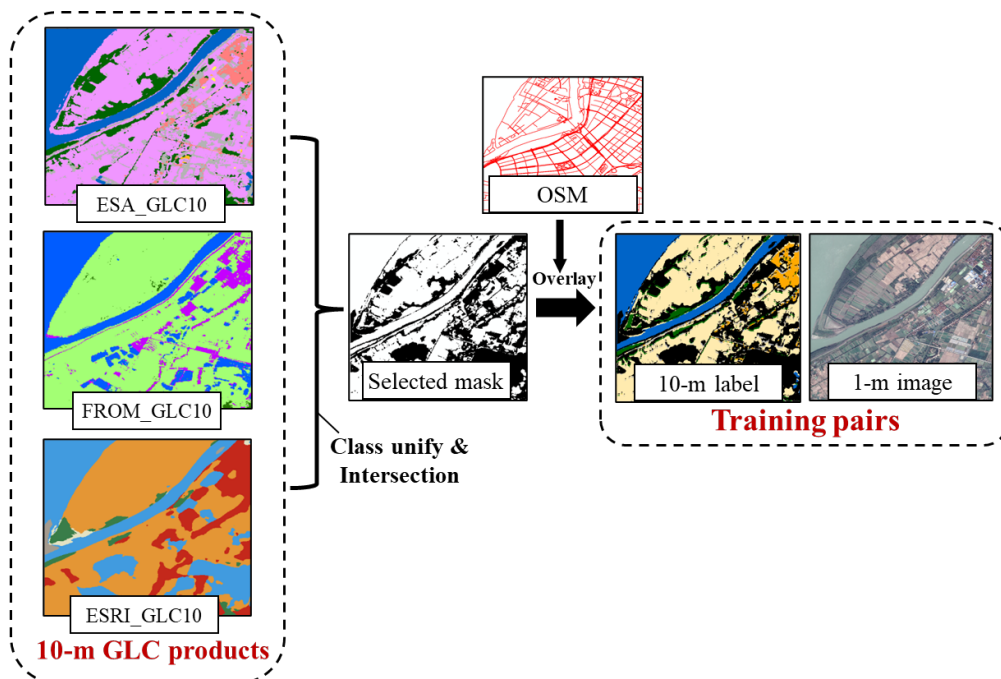 ESA_GLC10
FROM_GLC10
ESRI_GLC10
10-m GLC products
Class unify &
Intersection
Selected mask
OSM
Overlay
10-m label
1-m image
Training pairs